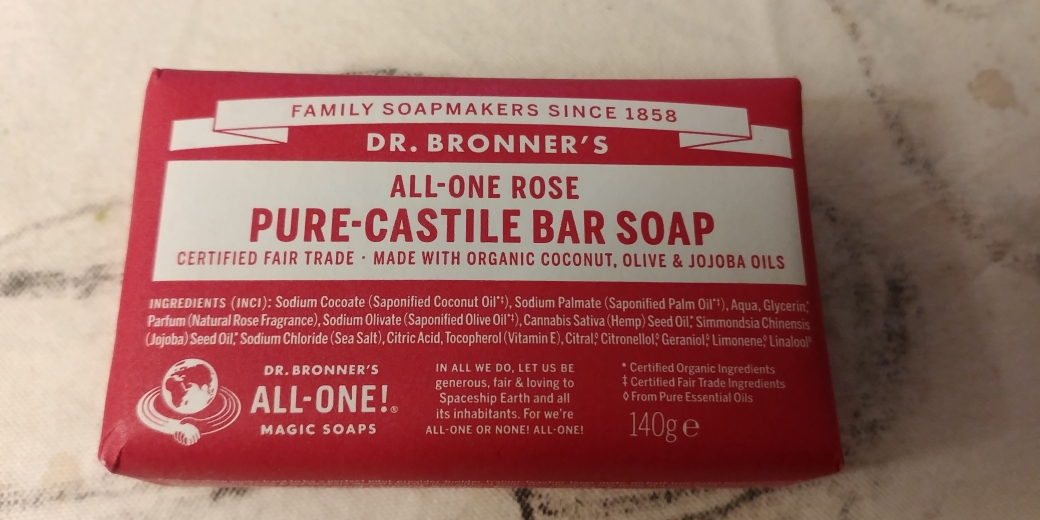 FAMILY SOAPMAKERS SINCE 1858
DR. BRONNER'S
ALL-ONE ROSE
PURE-CASTILE BAR SOAP
CERTIFIED FAIR TRADE · MADE WITH ORGANIC COCONUT, OLIVE & JOJOBA OILS
INGREDIENTS (INCI): Sodium Cocoate (Saponified Coconut Oil*‡), Sodium Palmate (Saponified Palm Oil*‡), Aqua, Glycerin,*
Parfum (Natural Rose Fragrance), Sodium Olivate (Saponified Olive Oil*‡), Cannabis Sativa (Hemp) Seed Oil,* Simmondsia Chinensis
(Jojoba) Seed Oil,* Sodium Chloride (Sea Salt), Citric Acid, Tocopherol (Vitamin E), Citral,◊ Citronellol,◊ Geraniol,◊ Limonene,◊ Linalool◊
DR. BRONNER'S
ALL-ONE!®
MAGIC SOAPS
IN ALL WE DO, LET US BE
generous, fair & loving to
Spaceship Earth and all
its inhabitants. For we're
ALL-ONE OR NONE! ALL-ONE!
* Certified Organic Ingredients
‡ Certified Fair Trade Ingredients
◊ From Pure Essential Oils
140g ℮